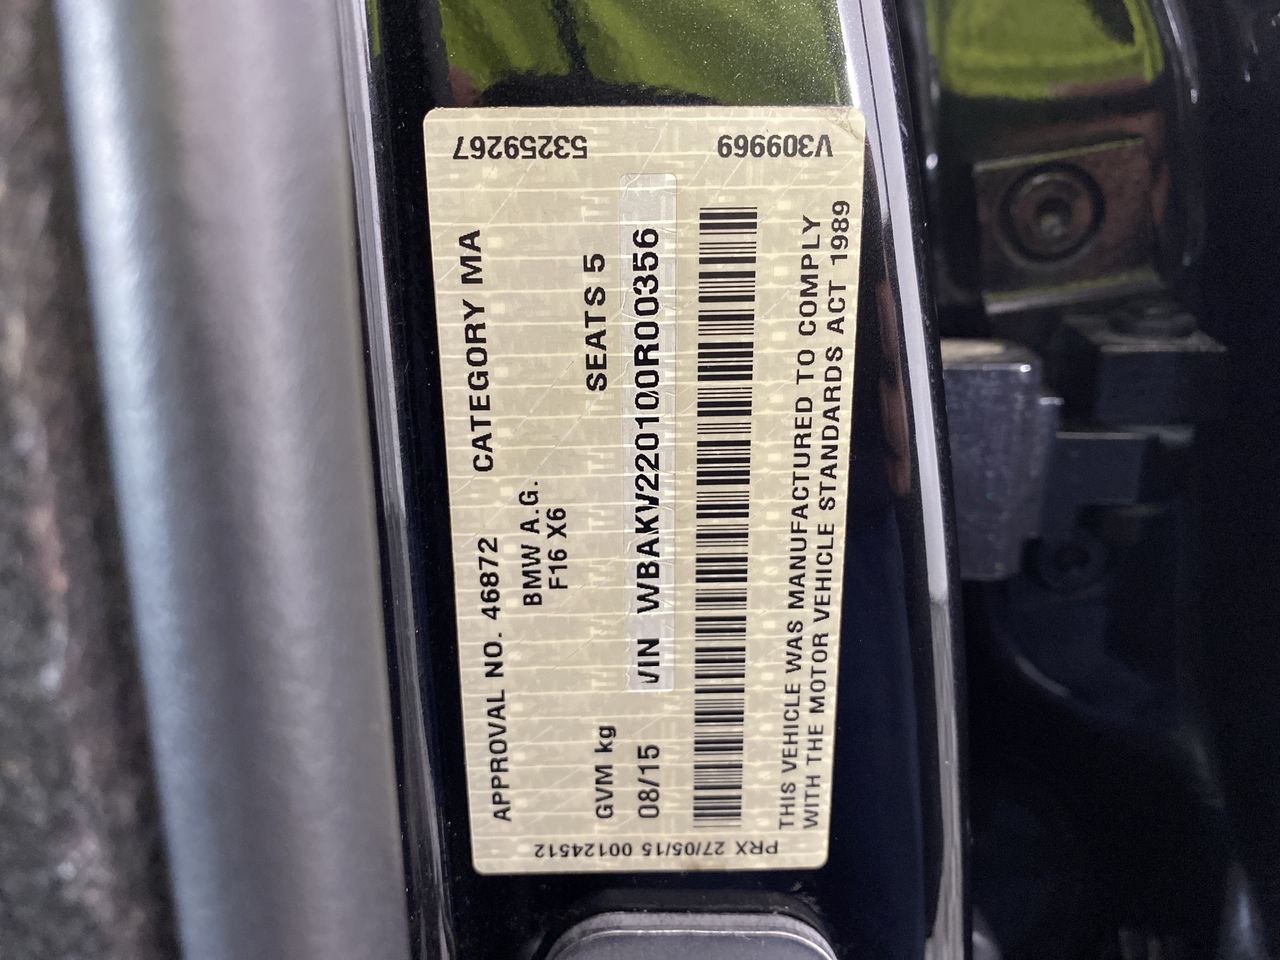 APPROVAL NO. 46872 CATEGORY MA
BMW A.G.
F16 X6
GVM kg SEATS 5
08/15 VIN WBAKV220100R00356
THIS VEHICLE WAS MANUFACTURED TO COMPLY
WITH THE MOTOR VEHICLE STANDARDS ACT 1989
53259267
V309969
PRX 27/05/15 00124512